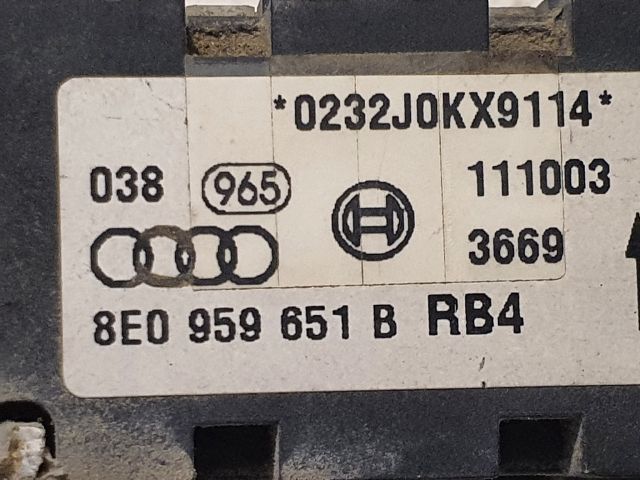 *0232J0KX9114*
038 965 111003
3669
8E0 959 651 B RB4